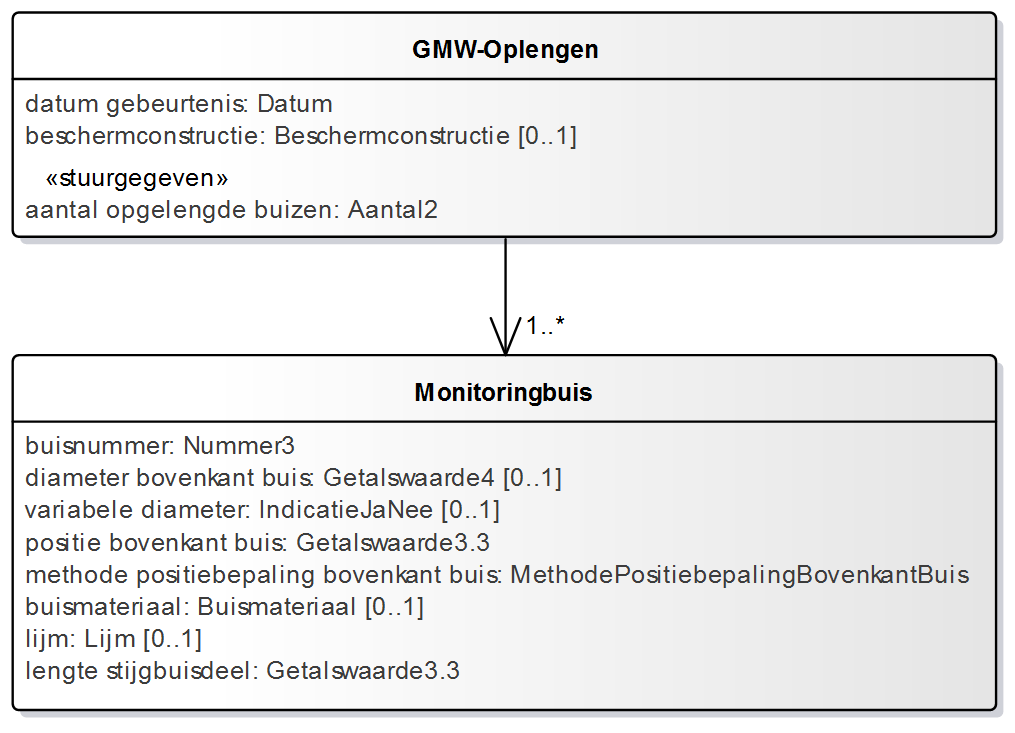 GMW-Oplengen
datum gebeurtenis: Datum
beschermconstructie: Beschermconstructie [0..1]
«stuurgegeven»
aantal opgelengde buizen: Aantal2
1..*
Monitoringbuis
buisnummer: Nummer3
diameter bovenkant buis: Getalswaarde4 [0..1]
variabele diameter: IndicatieJaNee [0..1]
positie bovenkant buis: Getalswaarde3.3
methode positiebepaling bovenkant buis: MethodePositiebepalingBovenkantBuis
buismateriaal: Buismateriaal [0..1]
lijm: Lijm [0..1]
lengte stijgbuisdeel: Getalswaarde3.3